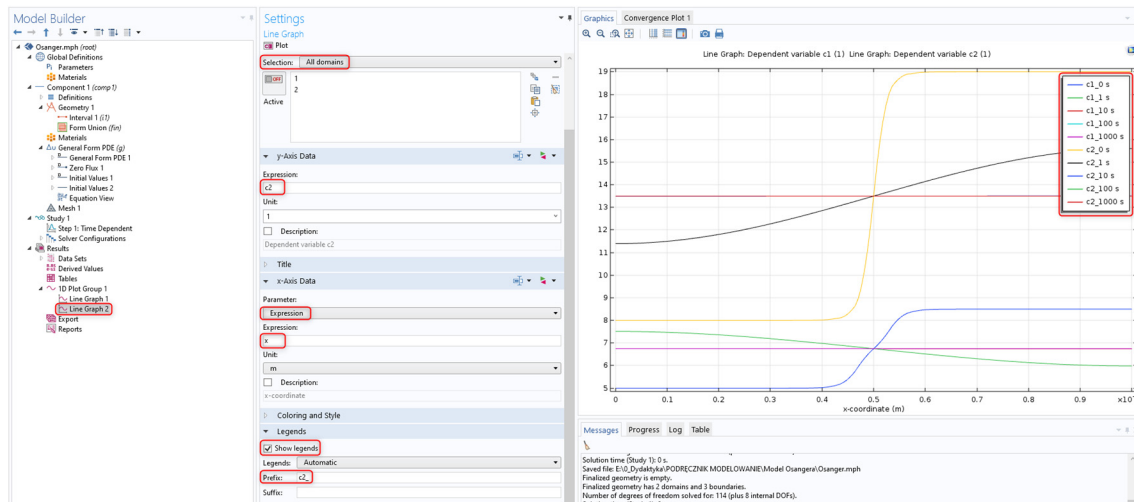 Model Builder
Osanger.mph (root)
Global Definitions
Pi Parameters
Materials
Component 1 (comp1)
Definitions
Geometry 1
Interval 1 (i1)
Form Union (fin)
Materials
Δu General Form PDE (g)
General Form PDE 1
Zero Flux 1
Initial Values 1
Initial Values 2
Equation View
Mesh 1
Study 1
Step 1: Time Dependent
Solver Configurations
Results
Data Sets
Derived Values
Tables
1D Plot Group 1
Line Graph 1
Line Graph 2
Export
Reports
Settings
Line Graph
Plot
Selection: All domains
OFF
Active
1
2
y-Axis Data
Expression:
c2
Unit:
1
Description:
Dependent variable c2
Title
x-Axis Data
Parameter:
Expression
Expression:
x
Unit:
m
Description:
x-coordinate
Coloring and Style
Legends
Show legends
Legends: Automatic
Prefix: c2_
Suffix:
Graphics Convergence Plot 1
Line Graph: Dependent variable c1 (1) Line Graph: Dependent variable c2 (1)
19
18
17
16
15
14
13
12
11
10
9
8
7
6
5
0 0.1 0.2 0.3 0.4 0.5 0.6 0.7 0.8 0.9
x-coordinate (m)
c1_0 s
c1_1 s
c1_10 s
c1_100 s
c1_1000 s
c2_0 s
c2_1 s
c2_10 s
c2_100 s
c2_1000 s
Messages Progress Log Table
Solution time (Study 1): 0 s.
Saved file: E:\0_Dydaktyka\PODRĘCZNIK MODELOWANIE\Model Osangera\Osanger.mph
Finalized geometry is empty.
Finalized geometry has 2 domains and 3 boundaries.
Number of degrees of freedom solved for: 114 (plus 8 internal DOFs).